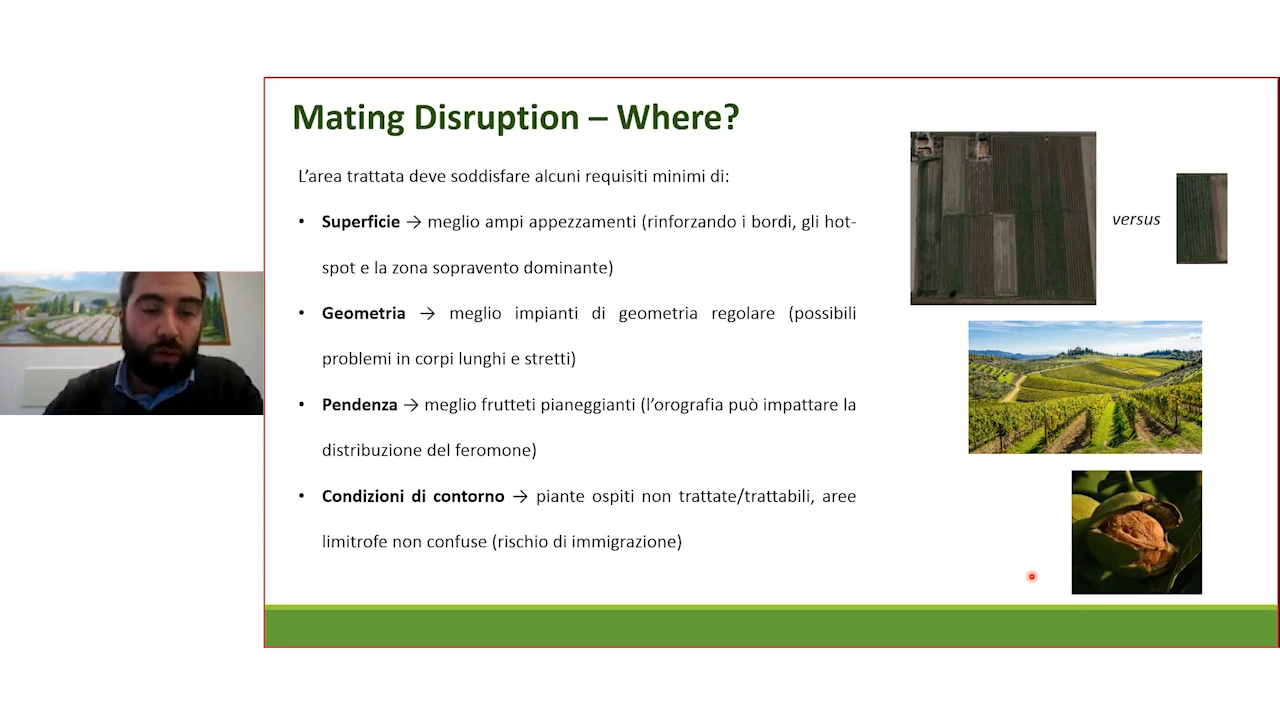 Mating Disruption – Where?
L’area trattata deve soddisfare alcuni requisiti minimi di:
• Superficie → meglio ampi appezzamenti (rinforzando i bordi, gli hot-
spot e la zona sopravento dominante)
• Geometria → meglio impianti di geometria regolare (possibili
problemi in corpi lunghi e stretti)
• Pendenza → meglio frutteti pianeggianti (l’orografia può impattare la
distribuzione del feromone)
• Condizioni di contorno → piante ospiti non trattate/trattabili, aree
limitrofe non confuse (rischio di immigrazione)
versus